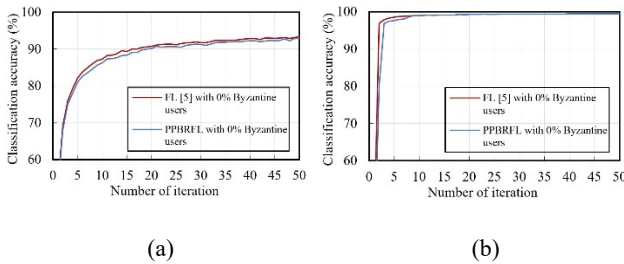 Classification accuracy (%)
100
90
80
70
60
FL [5] with 0% Byzantine
users
PPBRFL with 0% Byzantine
users
0 5 10 15 20 25 30 35 40 45 50
Number of iteration
(a)
Classification accuracy (%)
100
90
80
70
60
FL [5] with 0% Byzantine
users
PPBRFL with 0% Byzantine
users
0 5 10 15 20 25 30 35 40 45 50
Number of iteration
(b)